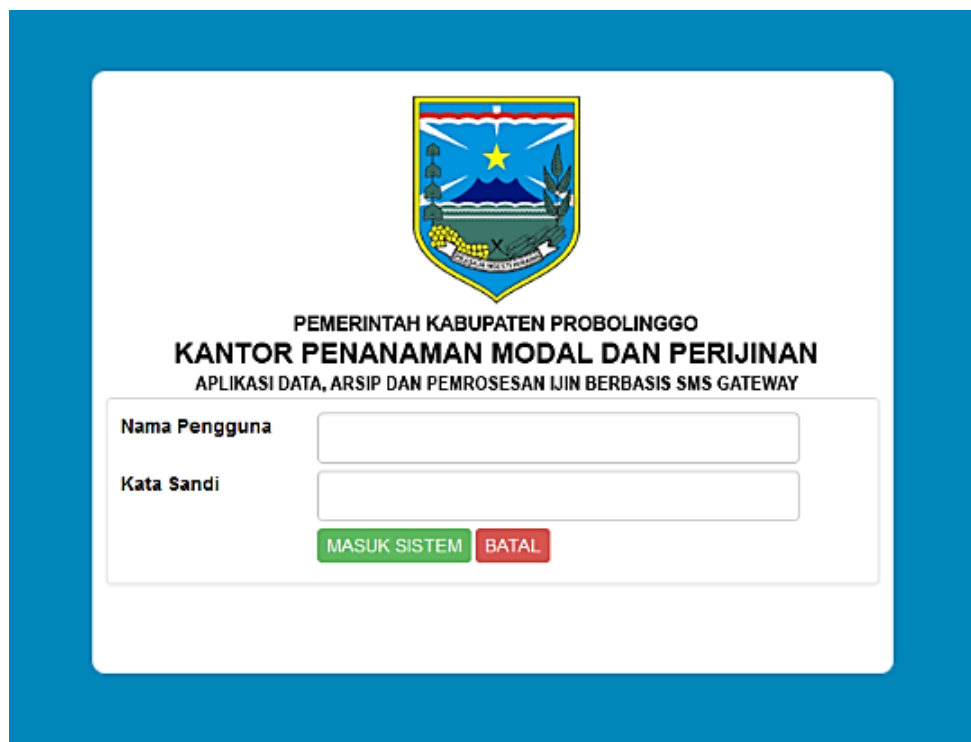 PEMERINTAH KABUPATEN PROBOLINGGO
KANTOR PENANAMAN MODAL DAN PERIJINAN
APLIKASI DATA, ARSIP DAN PEMROSESAN IJIN BERBASIS SMS GATEWAY
Nama Pengguna
Kata Sandi
MASUK SISTEM BATAL